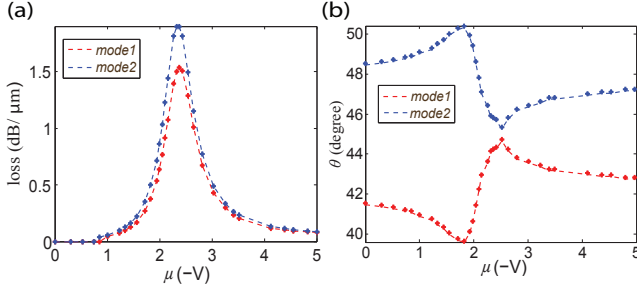 (a)
loss (dB/ μm)
1.5
1
0.5
0
mode1
mode2
0 1 2 3 4 5
μ (−V)
(b)
θ (degree)
50
48
46
44
42
40
mode1
mode2
0 1 2 3 4 5
μ (−V)